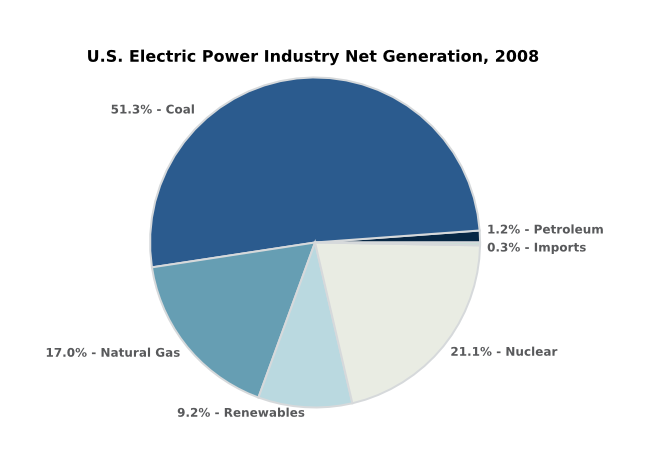 U.S. Electric Power Industry Net Generation, 2008
51.3% - Coal
1.2% - Petroleum
0.3% - Imports
17.0% - Natural Gas
21.1% - Nuclear
9.2% - Renewables